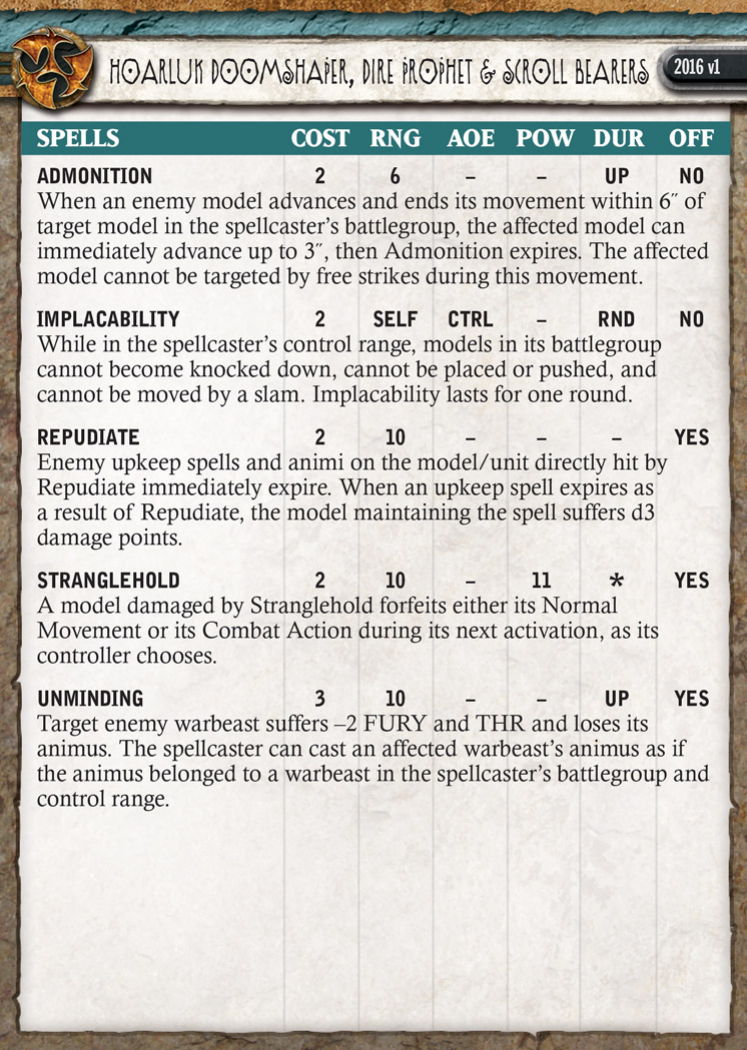 HOARLUK DOOMSHAPER, DIRE PROPHET & SCROLL BEARERS 2016 v1
SPELLS COST RNG AOE POW DUR OFF
ADMONITION 2 6 – – UP NO
When an enemy model advances and ends its movement within 6˝ of
target model in the spellcaster’s battlegroup, the affected model can
immediately advance up to 3˝, then Admonition expires. The affected
model cannot be targeted by free strikes during this movement.
IMPLACABILITY 2 SELF CTRL – RND NO
While in the spellcaster’s control range, models in its battlegroup
cannot become knocked down, cannot be placed or pushed, and
cannot be moved by a slam. Implacability lasts for one round.
REPUDIATE 2 10 – – – YES
Enemy upkeep spells and animi on the model/unit directly hit by
Repudiate immediately expire. When an upkeep spell expires as
a result of Repudiate, the model maintaining the spell suffers d3
damage points.
STRANGLEHOLD 2 10 – 11 * YES
A model damaged by Stranglehold forfeits either its Normal
Movement or its Combat Action during its next activation, as its
controller chooses.
UNMINDING 3 10 – – UP YES
Target enemy warbeast suffers –2 FURY and THR and loses its
animus. The spellcaster can cast an affected warbeast’s animus as if
the animus belonged to a warbeast in the spellcaster’s battlegroup and
control range.